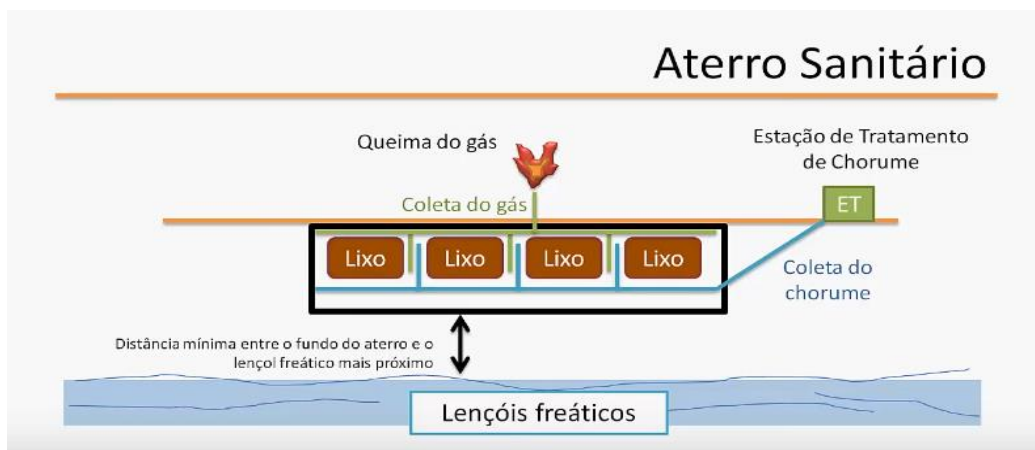 Aterro Sanitário
Queima do gás
Estação de Tratamento
de Chorume
Coleta do gás
ET
Lixo
Lixo
Lixo
Lixo
Coleta do
chorume
Distância mínima entre o fundo do aterro e o
lençol freático mais próximo
Lençóis freáticos